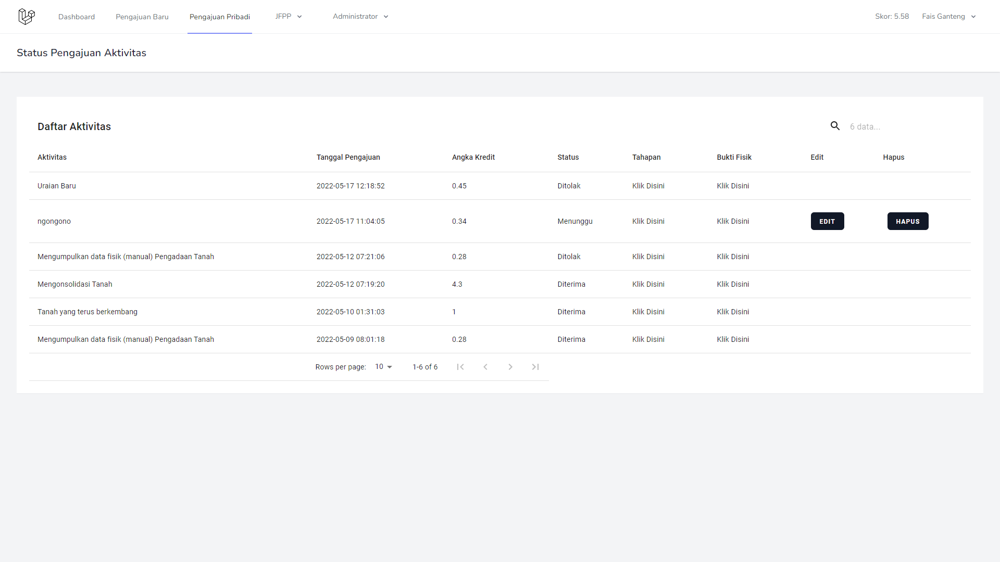 Dashboard Pengajuan Baru Pengajuan Pribadi JFPP Administrator Skor: 5.58 Fais Ganteng
Status Pengajuan Aktivitas
Daftar Aktivitas 6 data...
Aktivitas Tanggal Pengajuan Angka Kredit Status Tahapan Bukti Fisik Edit Hapus
Uraian Baru 2022-05-17 12:18:52 0.45 Ditolak Klik Disini Klik Disini
ngongono 2022-05-17 11:04:05 0.34 Menunggu Klik Disini Klik Disini EDIT HAPUS
Mengumpulkan data fisik (manual) Pengadaan Tanah 2022-05-12 07:21:06 0.28 Ditolak Klik Disini Klik Disini
Mengonsolidasi Tanah 2022-05-12 07:19:20 4.3 Diterima Klik Disini Klik Disini
Tanah yang terus berkembang 2022-05-10 01:31:03 1 Diterima Klik Disini Klik Disini
Mengumpulkan data fisik (manual) Pengadaan Tanah 2022-05-09 08:01:18 0.28 Diterima Klik Disini Klik Disini
Rows per page: 10 1-6 of 6